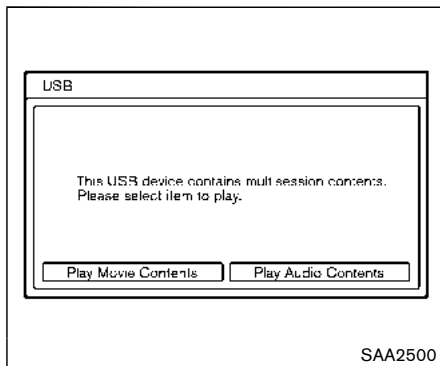 USB
This USB device contains multi session contents.
Please select item to play.
Play Movie Contents
Play Audio Contents
SAA2500